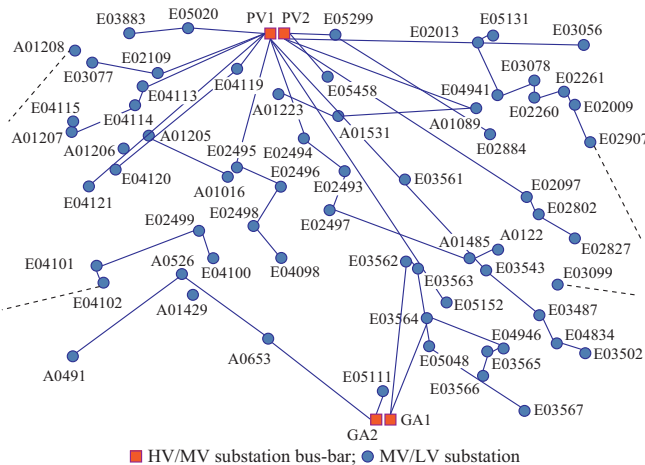 E03883
E05020
PV1 PV2
E05299
E05131
E02013
E03056
A01208
E03077
E02109
E04119
E05458
E03078
E02261
E04941
E02260
E02009
E04115
E04113
E04114
A01223
A01531
A01089
E02907
A01207
A01205
E02884
A01206
E02495
E02494
E04120
E02496
E02493
E03561
E04121
A01016
E02097
E02802
E02499
E02498
E02497
A0122
A01485
E02827
E04101
A0526
E04100
E04098
E03562
E03563
E03543
E03099
E04102
A01429
E05152
E03487
E03564
E04946
E04834
A0653
E05048
E03565
E03502
A0491
E05111
E03566
E03567
GA2
GA1
HV/MV substation bus-bar; MV/LV substation